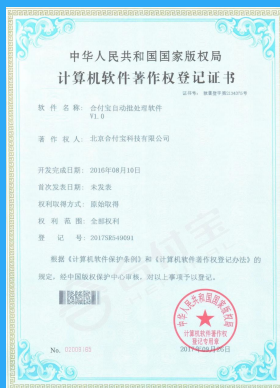 中华人民共和国国家版权局
计算机软件著作权登记证书
软件名称： 合付宝自动批处理软件
V1.0
著作权人： 北京合付宝科技有限公司
开发完成日期： 2016年08月10日
首次发表日期： 未发表
权利取得方式： 原始取得
权利范围： 全部权利
登记号： 2017SR540091
根据《计算机软件保护条例》和《计算机软件著作权登记办法》的
规定，经中国版权保护中心审核，对以上事项予以登记。
中华人民共和国国家版权局
计算机软件著作权
登记专用章
No.